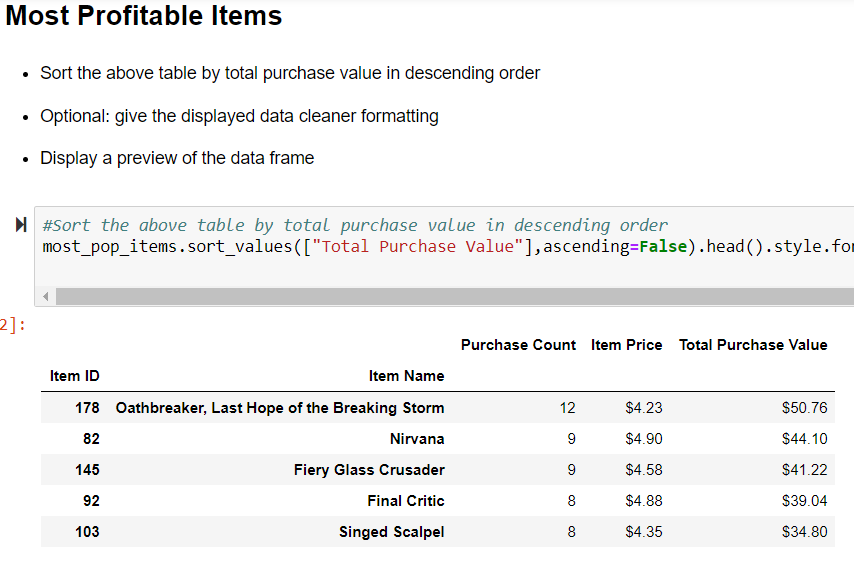 Most Profitable Items
Sort the above table by total purchase value in descending order
Optional: give the displayed data cleaner formatting
Display a preview of the data frame
#Sort the above table by total purchase value in descending order
most_pop_items.sort_values(["Total Purchase Value"],ascending=False).head().style.for
2]:
Purchase Count Item Price Total Purchase Value
Item ID Item Name
178 Oathbreaker, Last Hope of the Breaking Storm 12 $4.23 $50.76
82 Nirvana 9 $4.90 $44.10
145 Fiery Glass Crusader 9 $4.58 $41.22
92 Final Critic 8 $4.88 $39.04
103 Singed Scalpel 8 $4.35 $34.80